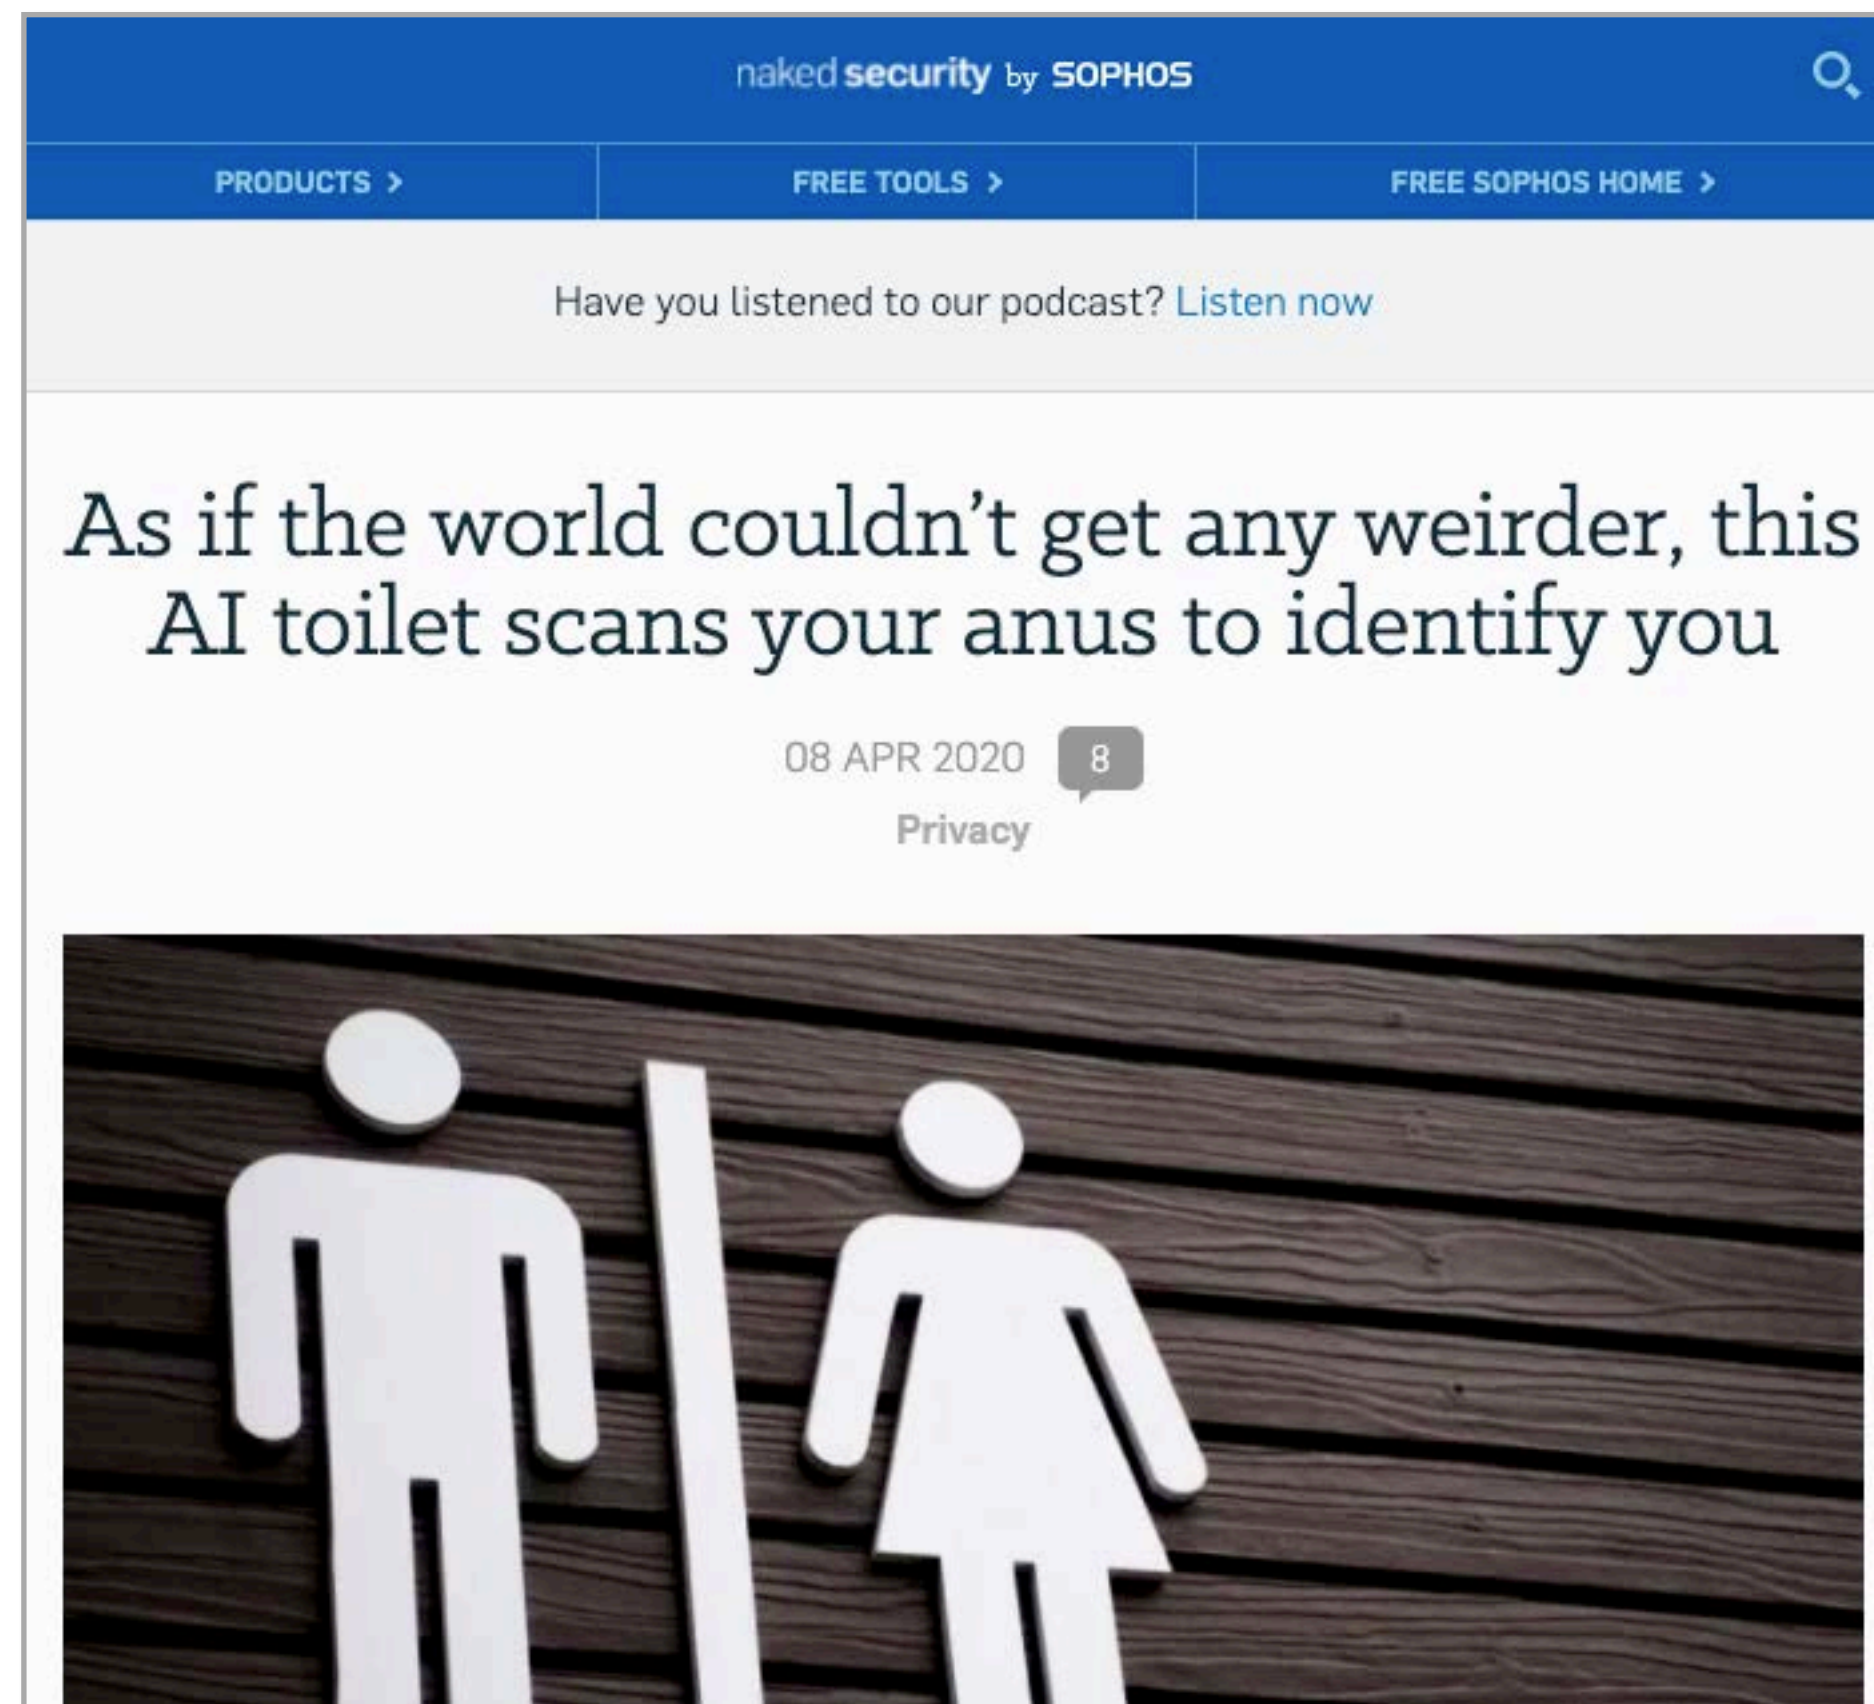 naked security by SOPHOS
PRODUCTS >
FREE TOOLS >
FREE SOPHOS HOME >
Have you listened to our podcast? Listen now
As if the world couldn't get any weirder, this
AI toilet scans your anus to identify you
08 APR 2020 8
Privacy